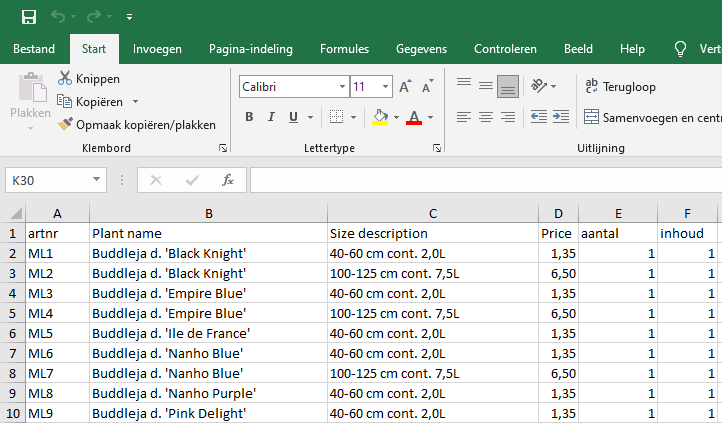 Bestand Start Invoegen Pagina-indeling Formules Gegevens Controleren Beeld Help Vert
Plakken
Knippen
Kopiëren
Opmaak kopiëren/plakken
Klembord
Calibri 11 A A
B I U A
Lettertype
ab c Terugloop
Samenvoegen en centr
Uitlijning
K30 fx
A B C D E F
1 artnr Plant name Size description Price aantal inhoud
2 ML1 Buddleja d. 'Black Knight' 40-60 cm cont. 2,0L 1,35 1 1
3 ML2 Buddleja d. 'Black Knight' 100-125 cm cont. 7,5L 6,50 1 1
4 ML3 Buddleja d. 'Empire Blue' 40-60 cm cont. 2,0L 1,35 1 1
5 ML4 Buddleja d. 'Empire Blue' 100-125 cm cont. 7,5L 6,50 1 1
6 ML5 Buddleja d. 'Ile de France' 40-60 cm cont. 2,0L 1,35 1 1
7 ML6 Buddleja d. 'Nanho Blue' 40-60 cm cont. 2,0L 1,35 1 1
8 ML7 Buddleja d. 'Nanho Blue' 100-125 cm cont. 7,5L 6,50 1 1
9 ML8 Buddleja d. 'Nanho Purple' 40-60 cm cont. 2,0L 1,35 1 1
10 ML9 Buddleja d. 'Pink Delight' 40-60 cm cont. 2,0L 1,35 1 1